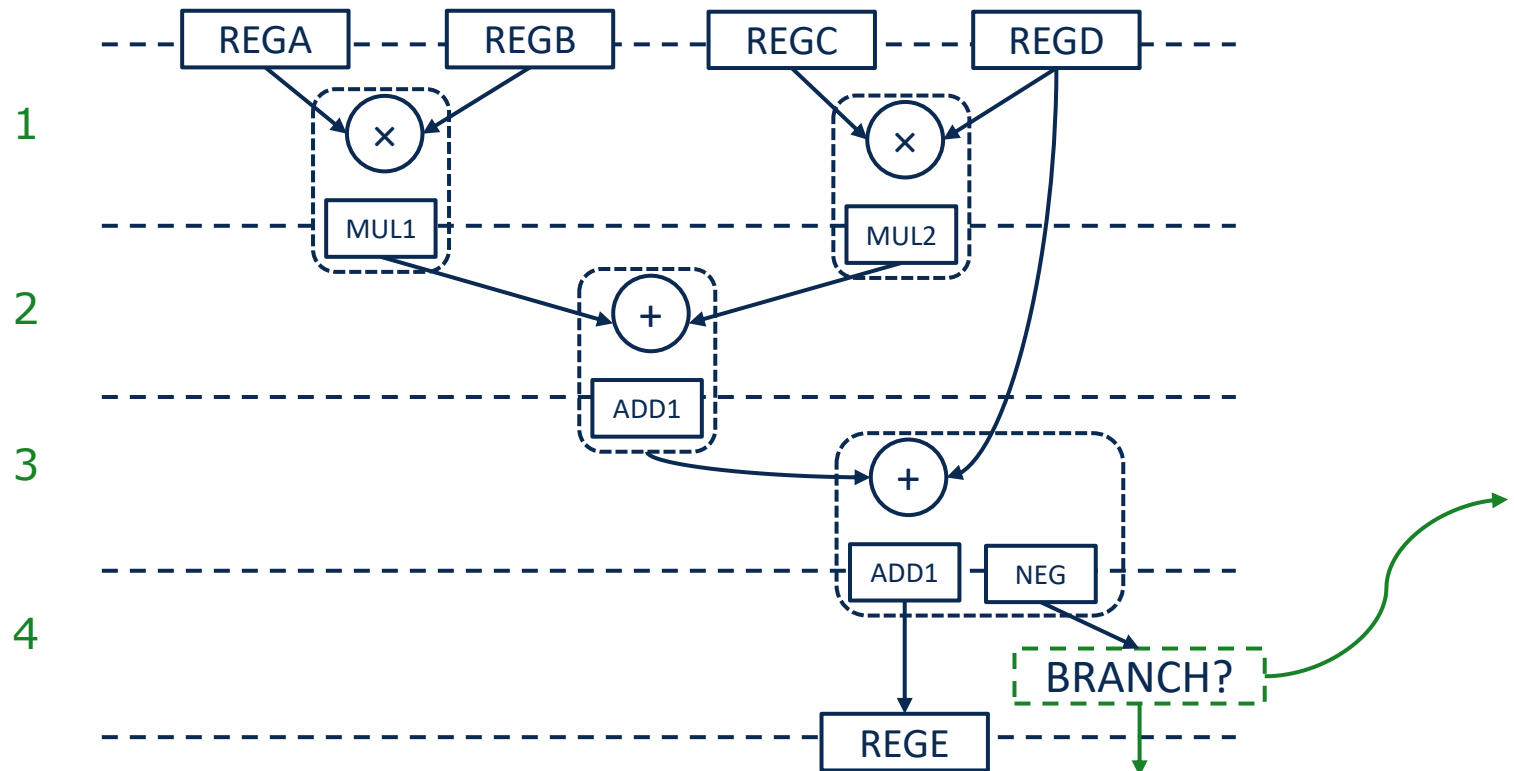 REGA
REGB
REGC
REGD
1
×
×
MUL1
MUL2
2
+
ADD1
3
+
ADD1
NEG
4
BRANCH?
REGE